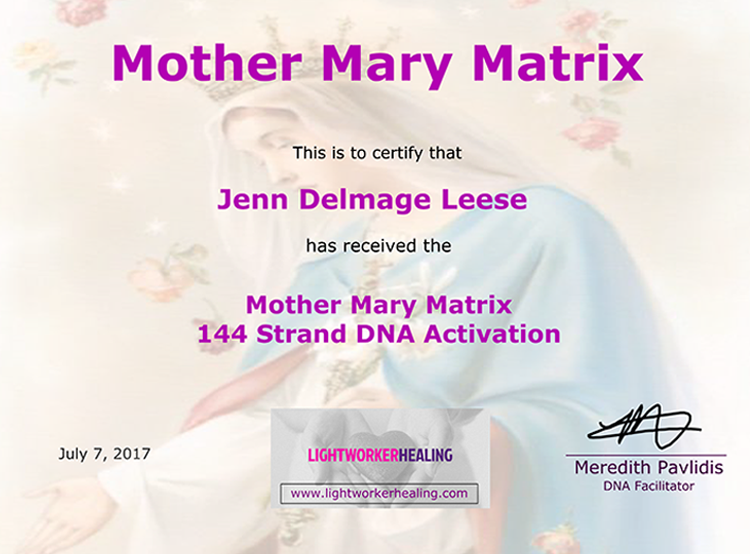 Mother Mary Matrix
This is to certify that
Jenn Delmage Leese
has received the
Mother Mary Matrix
144 Strand DNA Activation
July 7, 2017
LIGHTWORKERHEALING
www.lightworkerhealing.com
Meredith Pavlidis
DNA Facilitator